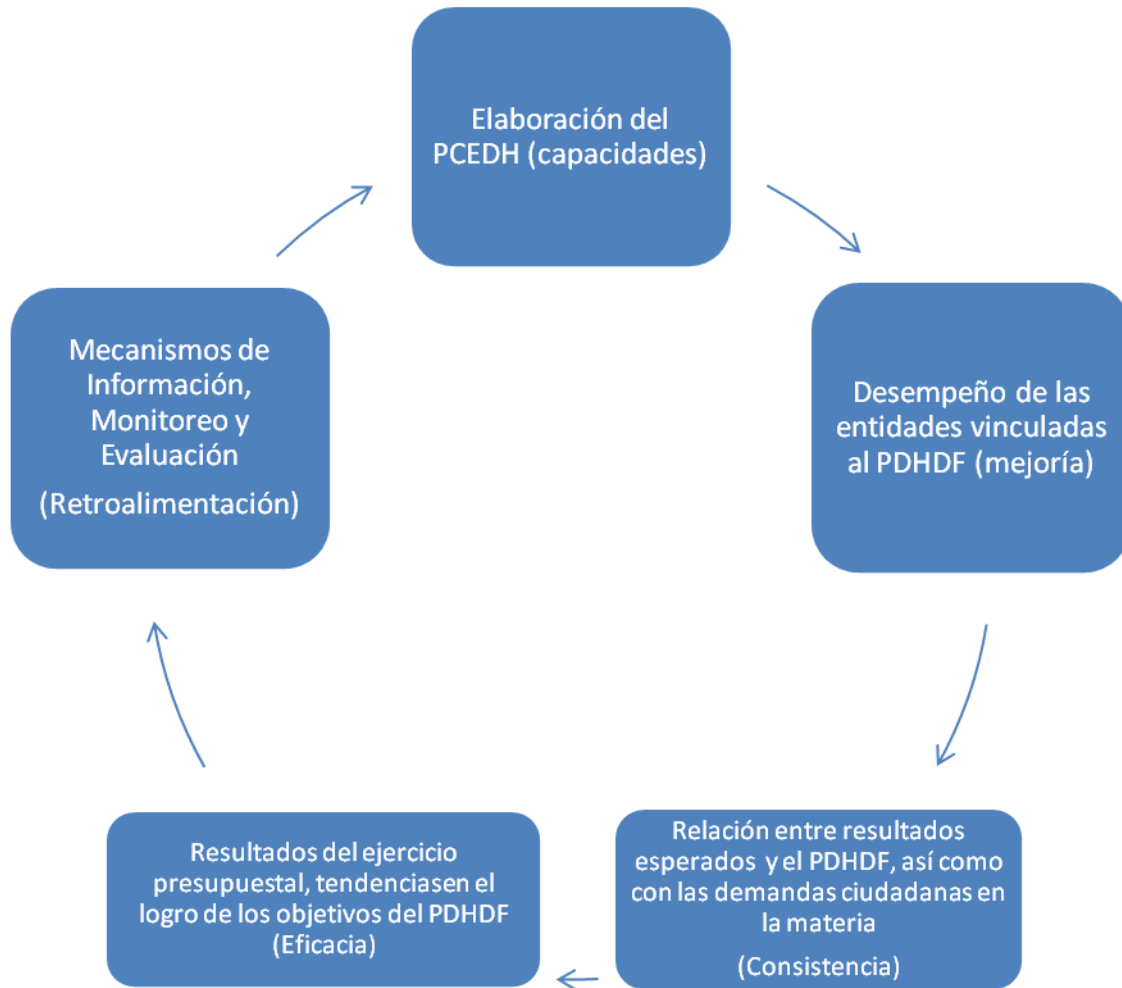 Elaboración del
PCEDH (capacidades)
Desempeño de las
entidades vinculadas
al PDHDF (mejoría)
Relación entre resultados
esperados y el PDHDF, así como
con las demandas ciudadanas en
la materia
(Consistencia)
Resultados del ejercicio
presupuestal, tendenciasen el
logro de los objetivos del PDHDF
(Eficacia)
Mecanismos de
Información,
Monitoreo y
Evaluación
(Retroalimentación)